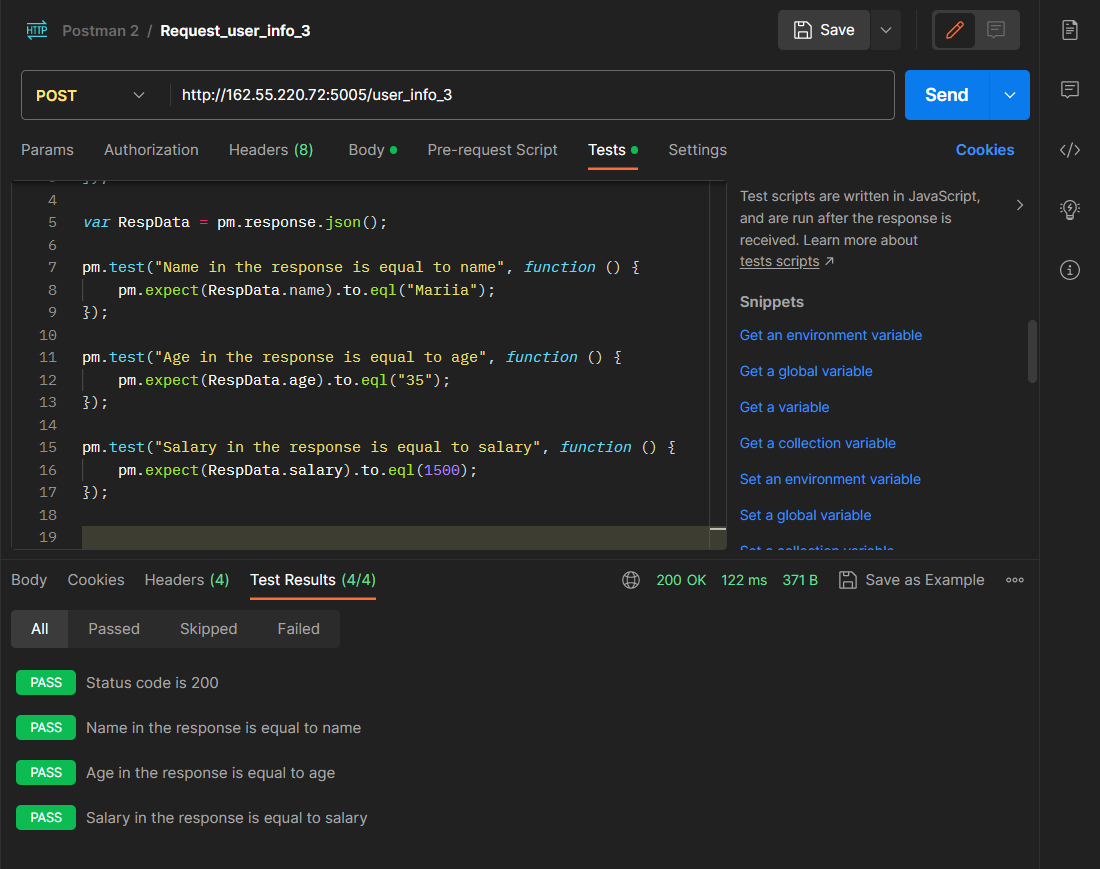 HTTP Postman 2 / Request_user_info_3 Save
POST http://162.55.220.72:5005/user_info_3 Send
Params Authorization Headers (8) Body Pre-request Script Tests Settings Cookies
4
5 var RespData = pm.response.json();
6
7 pm.test("Name in the response is equal to name", function () {
8 pm.expect(RespData.name).to.eql("Mariia");
9 });
10
11 pm.test("Age in the response is equal to age", function () {
12 pm.expect(RespData.age).to.eql("35");
13 });
14
15 pm.test("Salary in the response is equal to salary", function () {
16 pm.expect(RespData.salary).to.eql(1500);
17 });
18
19
Test scripts are written in JavaScript,
and are run after the response is
received. Learn more about
tests scripts ↗
Snippets
Get an environment variable
Get a global variable
Get a variable
Get a collection variable
Set an environment variable
Set a global variable
Set a collection variable
Body Cookies Headers (4) Test Results (4/4) 200 OK 122 ms 371 B Save as Example
All Passed Skipped Failed
PASS Status code is 200
PASS Name in the response is equal to name
PASS Age in the response is equal to age
PASS Salary in the response is equal to salary